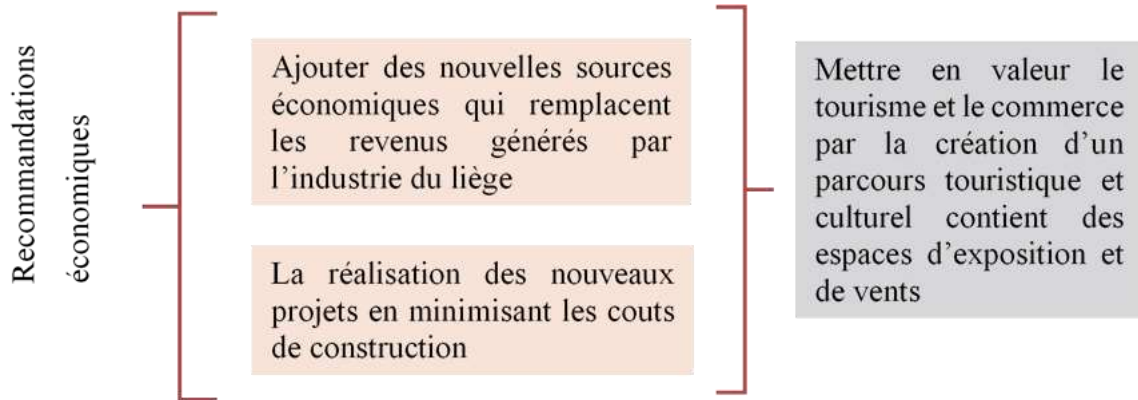 Recommandations
économiques
Ajouter des nouvelles sources
économiques qui remplacent
les revenus générés par
l’industrie du liège
La réalisation des nouveaux
projets en minimisant les couts
de construction
Mettre en valeur le
tourisme et le commerce
par la création d’un
parcours touristique et
culturel contient des
espaces d’exposition et
de vents